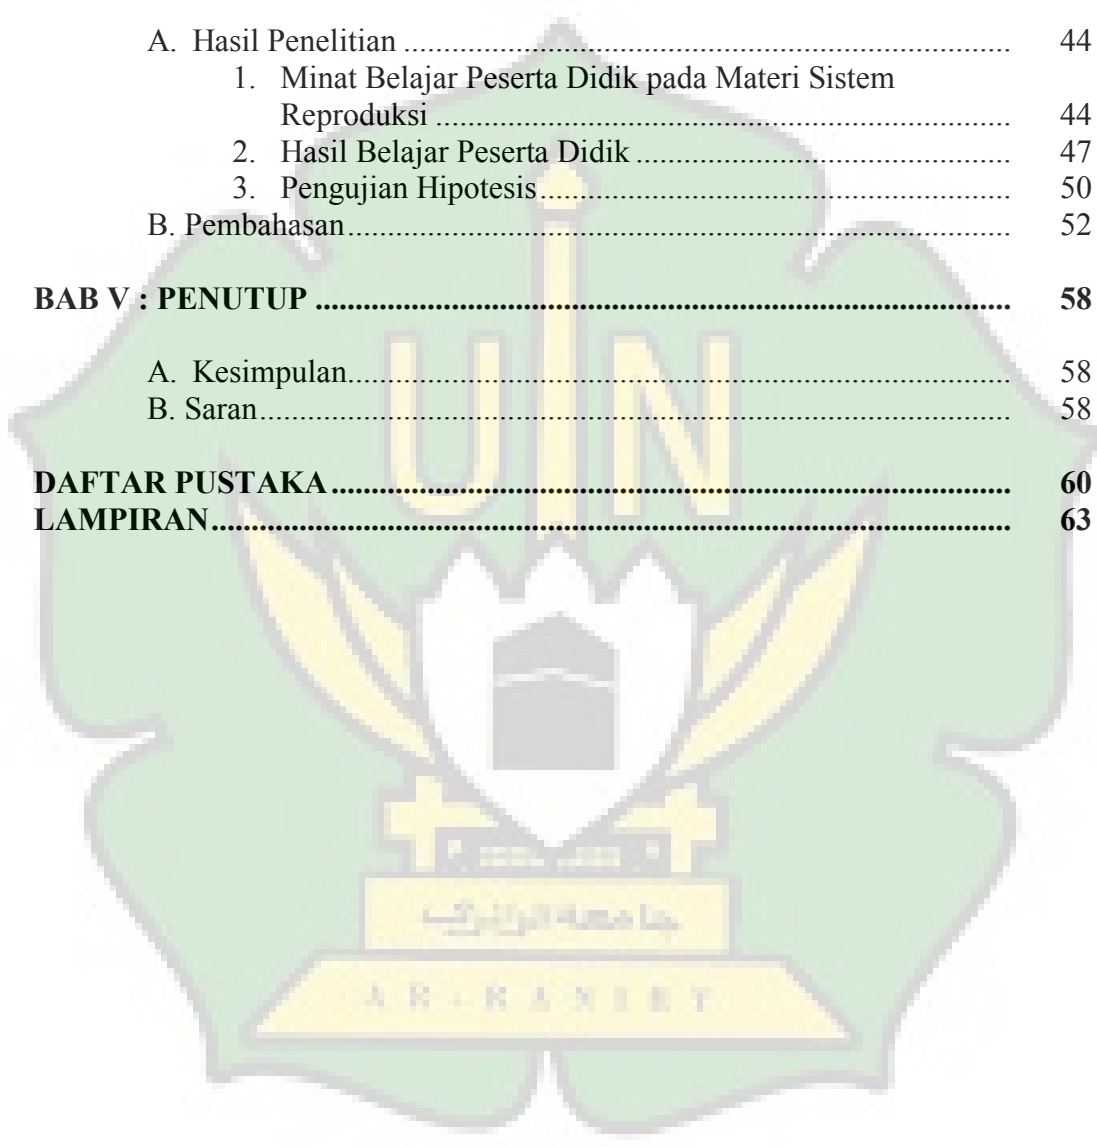 A. Hasil Penelitian ................................................................ 44
1. Minat Belajar Peserta Didik pada Materi Sistem
Reproduksi ............................................................. 44
2. Hasil Belajar Peserta Didik ........................................ 47
3. Pengujian Hipotesis.................................................. 50
B. Pembahasan...................................................................... 52
BAB V : PENUTUP ......................................................................... 58
A. Kesimpulan...................................................................... 58
B. Saran............................................................................... 58
DAFTAR PUSTAKA ....................................................................... 60
LAMPIRAN.................................................................................... 63
UIN
جامعة الرانري
AR-RANIRY